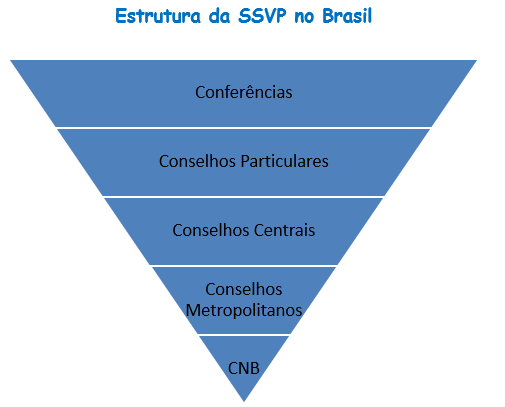 Estrutura da SSVP no Brasil
Conferências
Conselhos Particulares
Conselhos Centrais
Conselhos
Metropolitanos
CNB